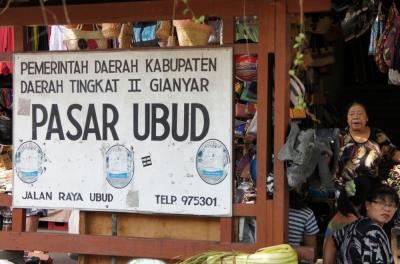 PEMERINTAH DAERAH KABUPATEN
DAERAH TINGKAT II GIANYAR
PASAR UBUD
JALAN RAYA UBUD TELP. 975301